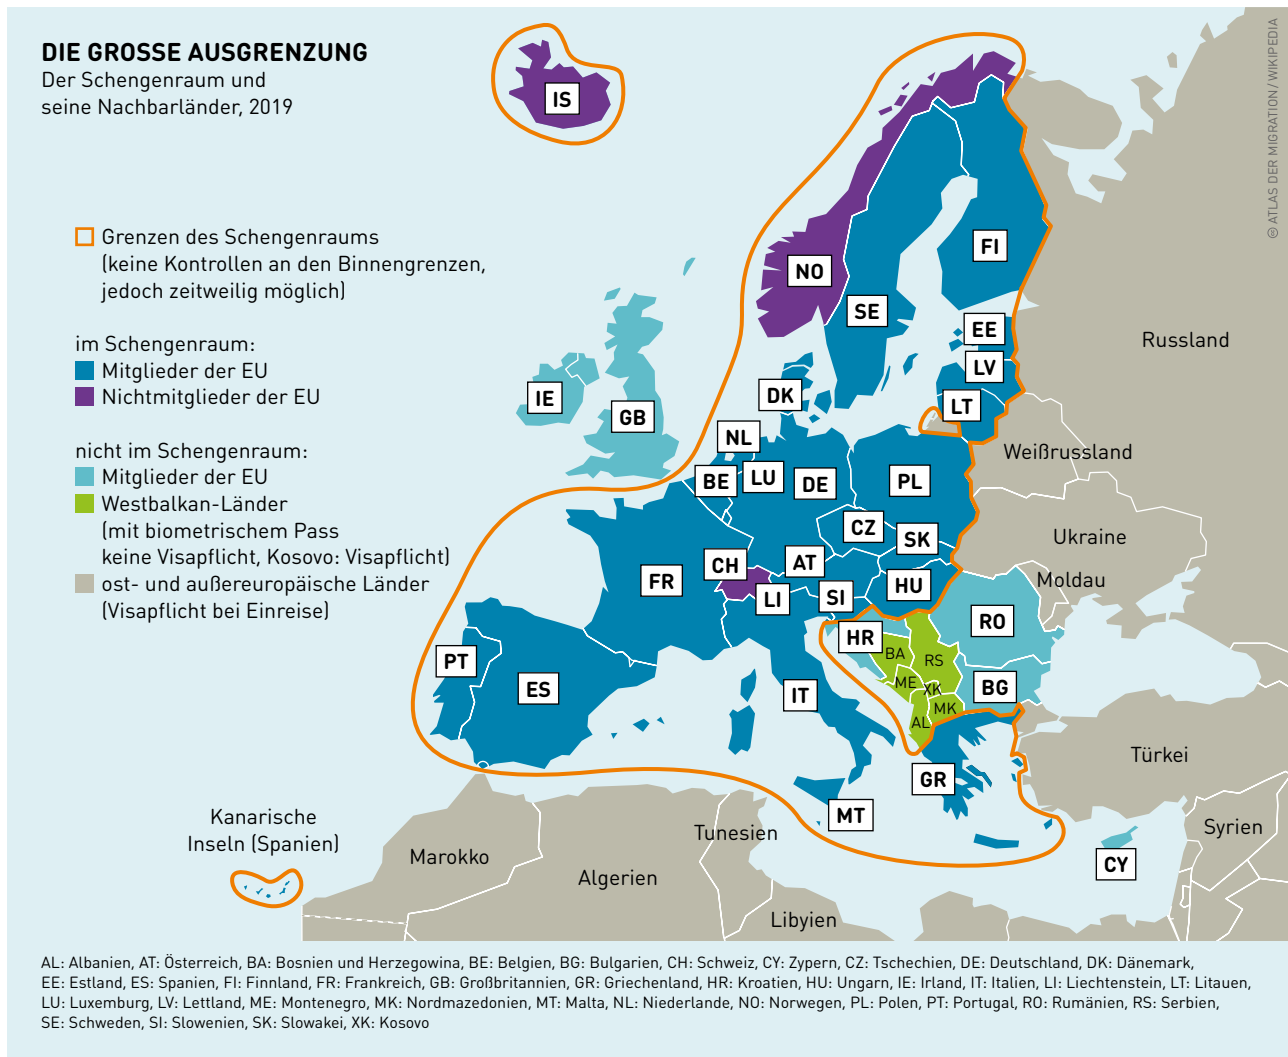 DIE GROSSE AUSGRENZUNG
Der Schengenraum und
seine Nachbarländer, 2019
© ATLAS DER MIGRATION / WIKIPEDIA
Grenzen des Schengenraums
(keine Kontrollen an den Binnengrenzen,
jedoch zeitweilig möglich)
im Schengenraum:
Mitglieder der EU
Nichtmitglieder der EU
nicht im Schengenraum:
Mitglieder der EU
Westbalkan-Länder
(mit biometrischem Pass
keine Visapflicht, Kosovo: Visapflicht)
ost- und außereuropäische Länder
(Visapflicht bei Einreise)
IS
FI
NO
SE
EE
Russland
LV
DK
IE
LT
GB
NL
Weißrussland
LU
BE
DE
PL
CZ
SK
Ukraine
CH
AT
FR
Moldau
HU
LI
SI
RO
HR
BA
PT
RS
ES
ME
XK
BG
IT
MK
AL
Türkei
GR
MT
Kanarische
Inseln (Spanien)
Tunesien
Syrien
Marokko
CY
Algerien
Libyien
AL: Albanien, AT: Österreich, BA: Bosnien und Herzegowina, BE: Belgien, BG: Bulgarien, CH: Schweiz, CY: Zypern, CZ: Tschechien, DE: Deutschland, DK: Dänemark,
EE: Estland, ES: Spanien, FI: Finnland, FR: Frankreich, GB: Großbritannien, GR: Griechenland, HR: Kroatien, HU: Ungarn, IE: Irland, IT: Italien, LI: Liechtenstein, LT: Litauen,
LU: Luxemburg, LV: Lettland, ME: Montenegro, MK: Nordmazedonien, MT: Malta, NL: Niederlande, NO: Norwegen, PL: Polen, PT: Portugal, RO: Rumänien, RS: Serbien,
SE: Schweden, SI: Slowenien, SK: Slowakei, XK: Kosovo